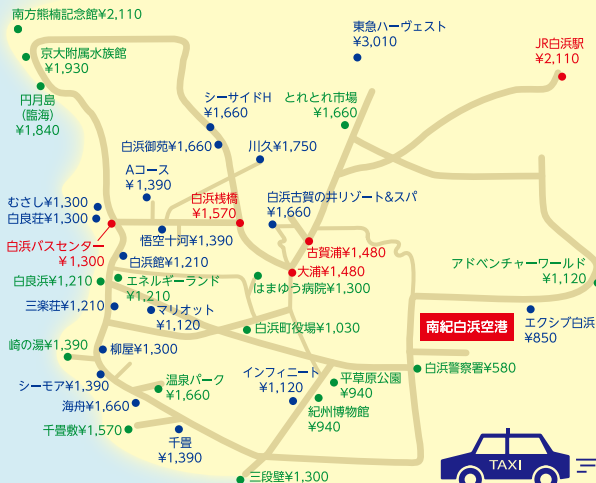 南方熊楠記念館¥2,110
京大附属水族館
¥1,930
円月島
（臨海）
¥1,840
東急ハーヴェスト
¥3,010
JR白浜駅
¥2,110
シーサイドH
¥1,660
とれとれ市場
¥1,660
白浜御苑¥1,660
川久¥1,750
Aコース
¥1,390
むさし¥1,300
白良荘¥1,300
白浜桟橋
¥1,570
白浜古賀の井リゾート&スパ
¥1,660
白浜バスセンター
¥1,300
悟空十河¥1,390
古賀浦¥1,480
白浜館¥1,210
大浦¥1,480
アドベンチャーワールド
¥1,120
白良浜¥1,210
エネルギーランド
¥1,210
はまゆう病院¥1,300
三楽荘¥1,210
マリオット
¥1,120
白浜町役場¥1,030
南紀白浜空港
エクシブ白浜
¥850
崎の湯¥1,390
柳屋¥1,300
シーモア¥1,390
温泉パーク
¥1,660
インフィニート
¥1,120
平草原公園
¥940
白浜警察署¥580
海舟¥1,660
紀州博物館
¥940
千畳敷¥1,570
千畳
¥1,390
三段壁¥1,300
TAXI